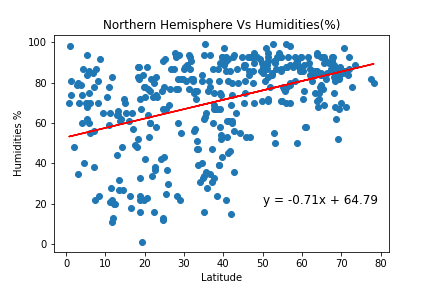 Northern Hemisphere Vs Humidities(%)
100
80
60
40
20
0
Humidities %
y = -0.71x + 64.79
0 10 20 30 40 50 60 70 80
Latitude